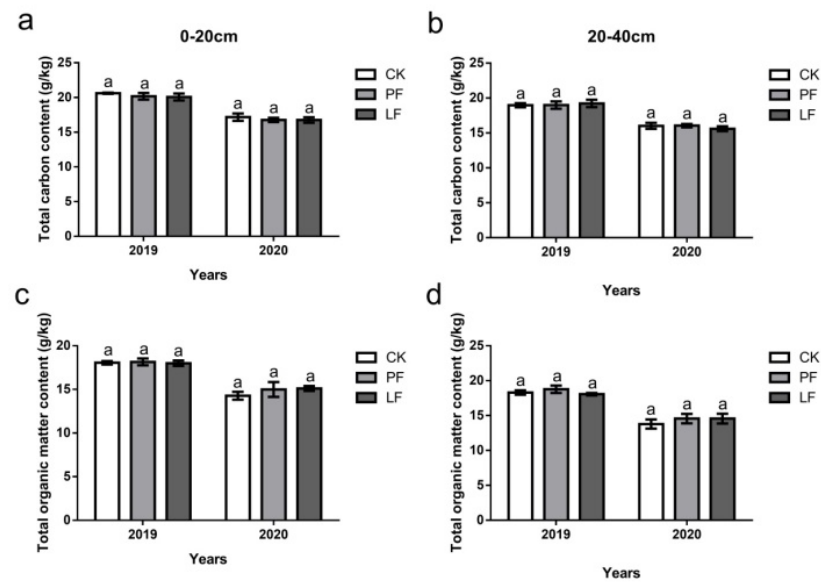 a
0-20cm
Total carbon content (g/kg)
25
20
15
10
5
0
a a a
a a a
2019 2020
Years
CK
PF
LF
b
20-40cm
Total carbon content (g/kg)
25
20
15
10
5
0
a a a
a a a
2019 2020
Years
CK
PF
LF
c
Total organic matter content (g/kg)
20
15
10
5
0
a a a
a a a
2019 2020
Years
CK
PF
LF
d
Total organic matter content (g/kg)
25
20
15
10
5
0
a a a
a a a
2019 2020
Years
CK
PF
LF